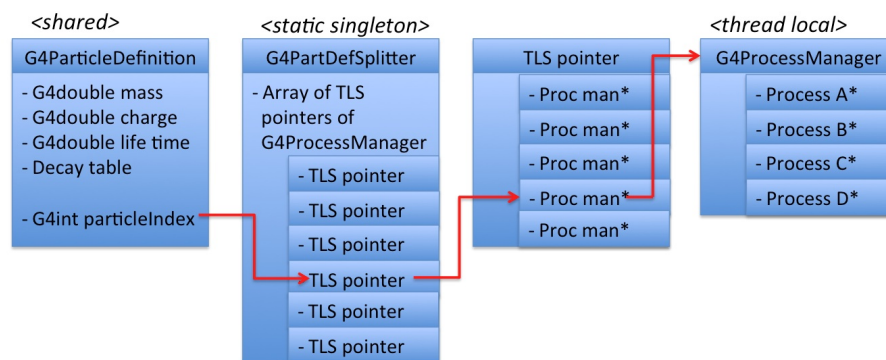 <shared>
G4ParticleDefinition
- G4double mass
- G4double charge
- G4double life time
- Decay table
- G4int particleIndex
<static singleton>
G4PartDefSplitter
- Array of TLS
pointers of
G4ProcessManager
- TLS pointer
- TLS pointer
- TLS pointer
TLS pointer
- TLS pointer
- TLS pointer
TLS pointer
- Proc man*
- Proc man*
- Proc man*
- Proc man*
- Proc man*
<thread local>
G4ProcessManager
- Process A*
- Process B*
- Process C*
- Process D*